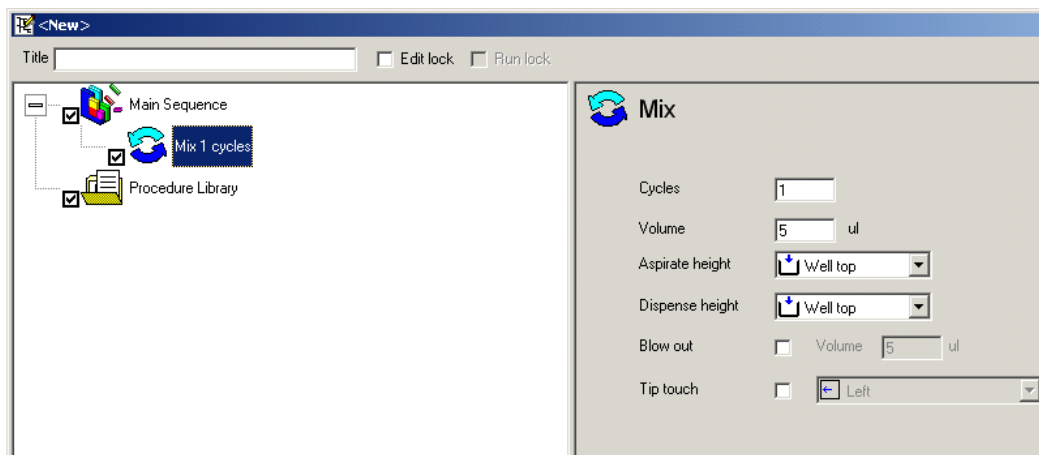 <New>
Title Edit lock Run lock
Main Sequence
Mix 1 cycles
Procedure Library
Mix
Cycles 1
Volume 5 ul
Aspirate height Well top
Dispense height Well top
Blow out Volume 5 ul
Tip touch Left